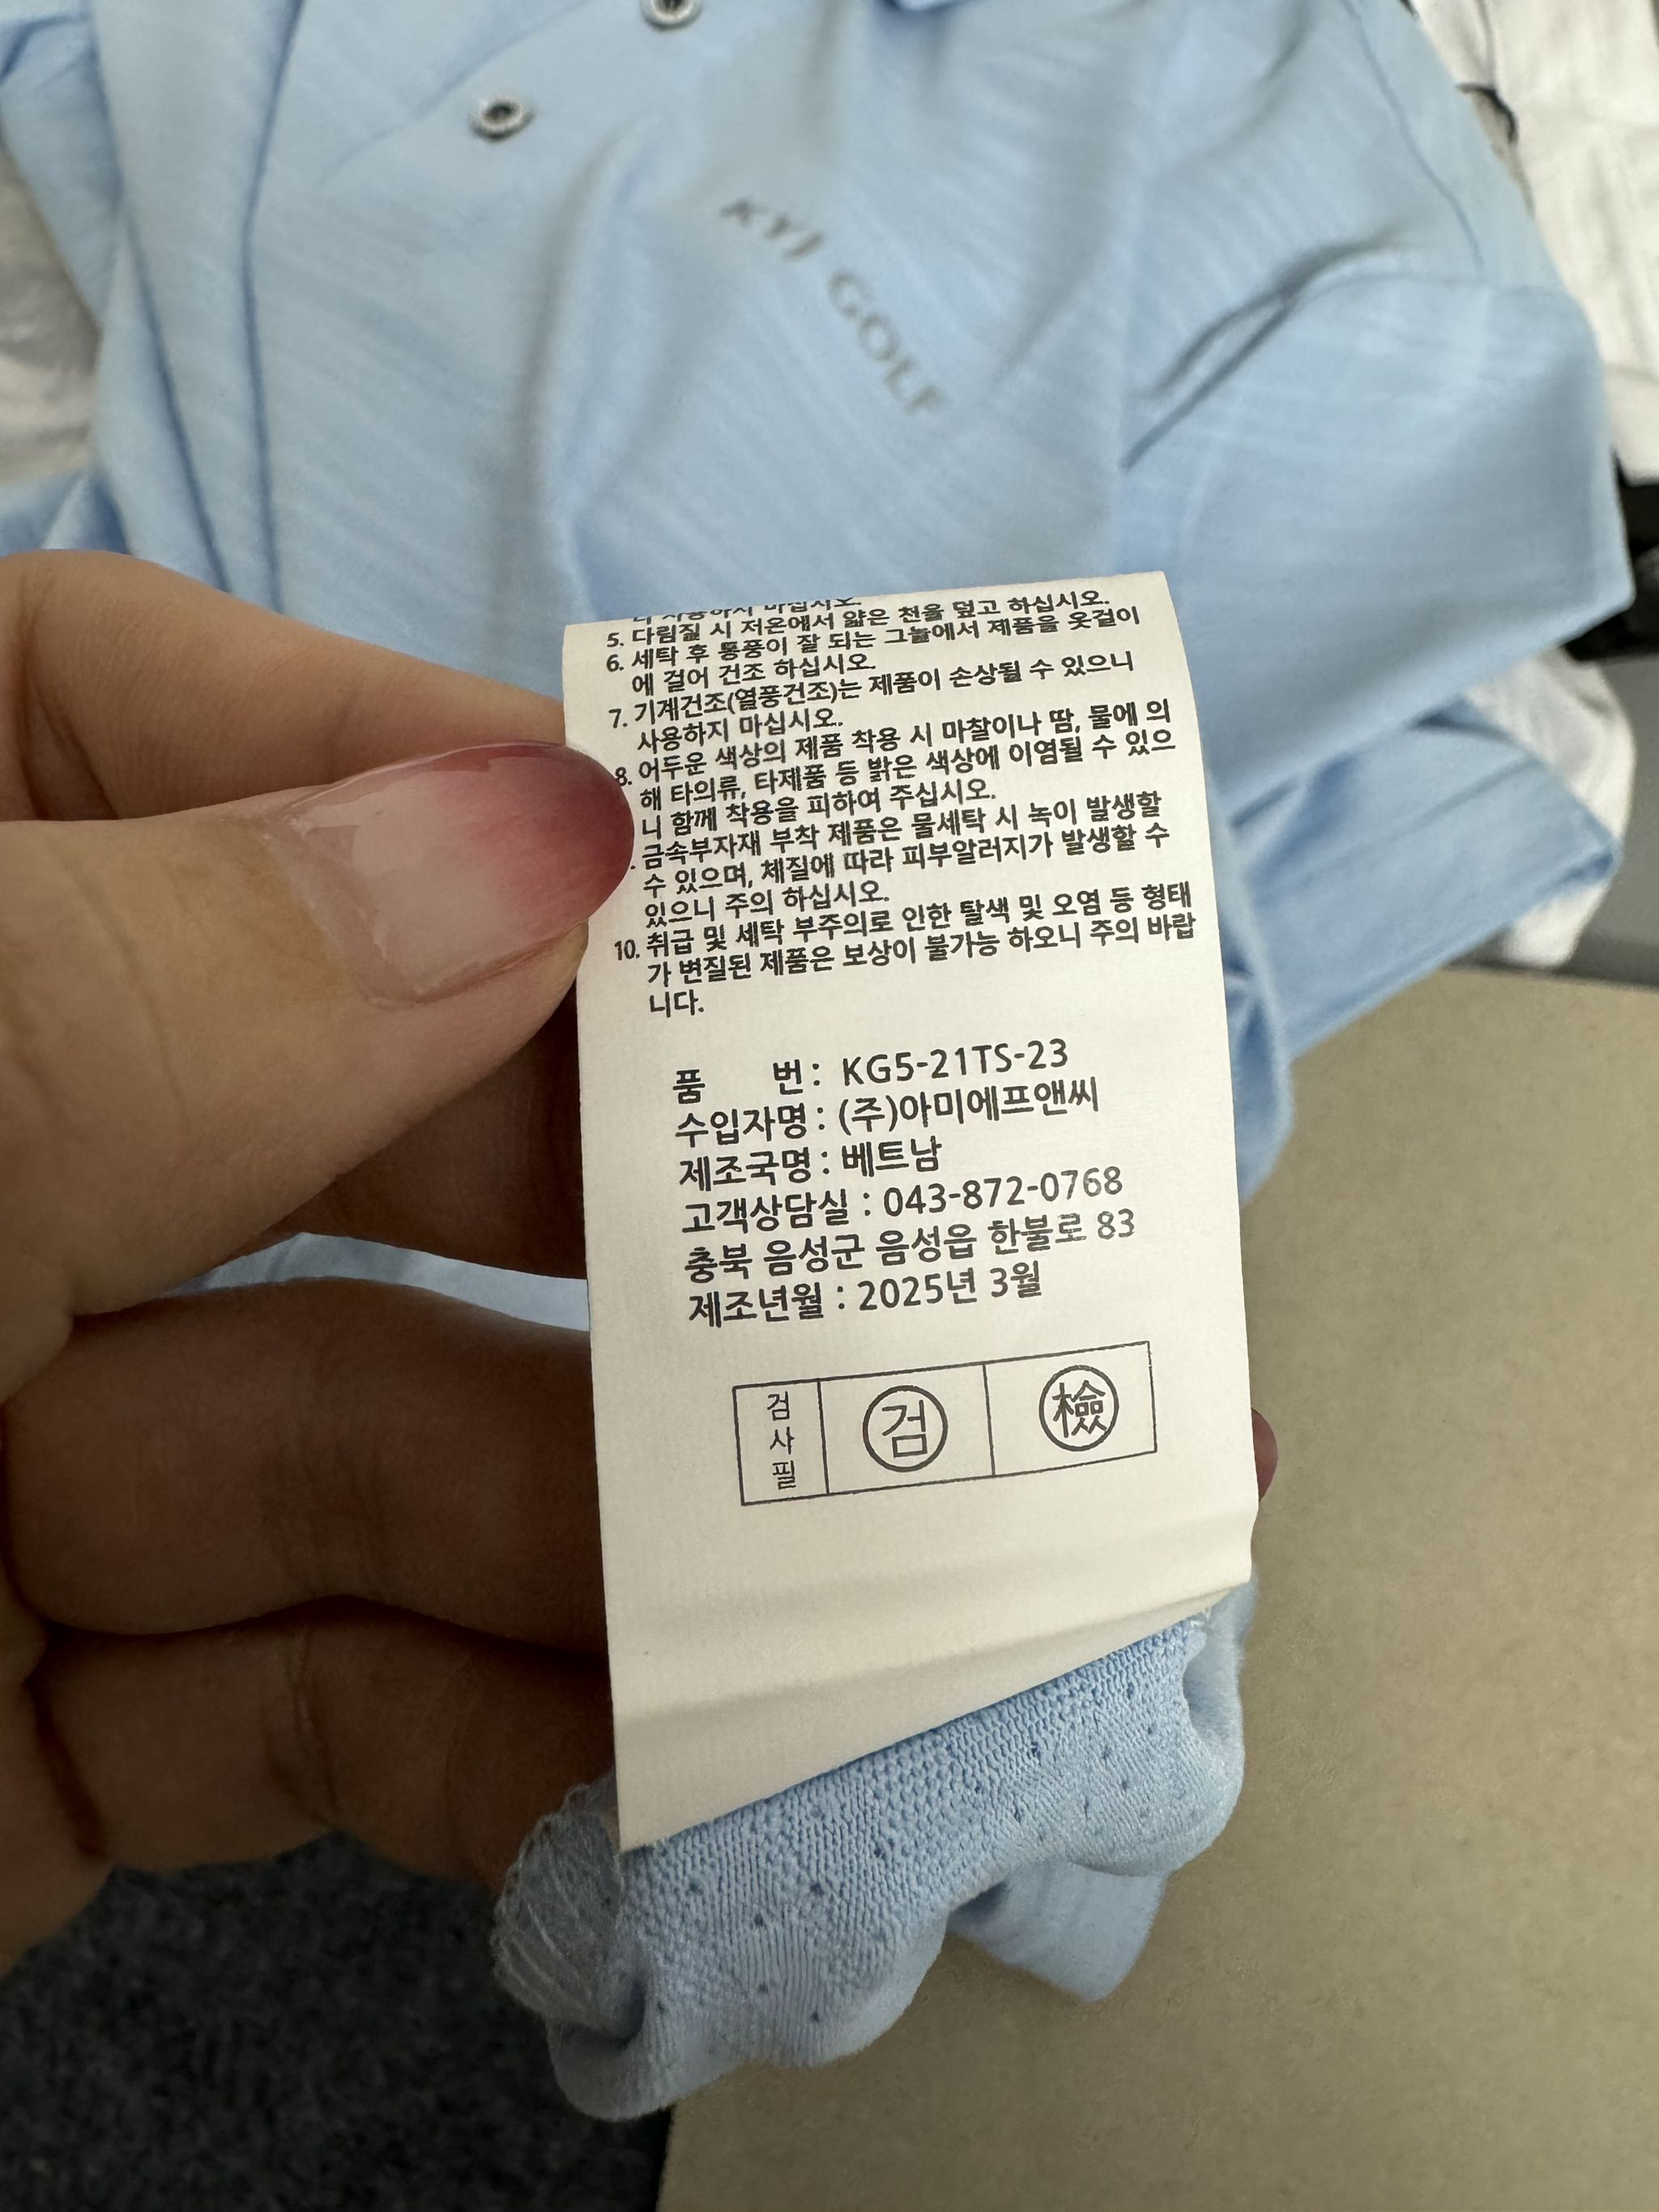 KYJ GOLF
사용하지 마십시오.
5. 다림질 시 저온에서 얇은 천을 덮고 하십시오.
6. 세탁 후 통풍이 잘 되는 그늘에서 제품을 옷걸이
에 걸어 건조 하십시오.
7. 기계건조(열풍건조)는 제품이 손상될 수 있으니
사용하지 마십시오.
8. 어두운 색상의 제품 착용 시 마찰이나 땀, 물에 의
해 타의류, 타제품 등 밝은 색상에 이염될 수 있으
니 함께 착용을 피하여 주십시오.
금속부자재 부착 제품은 물세탁 시 녹이 발생할
수 있으며, 체질에 따라 피부알러지가 발생할 수
있으니 주의 하십시오.
10. 취급 및 세탁 부주의로 인한 탈색 및 오염 등 형태
가 변질된 제품은 보상이 불가능 하오니 주의 바랍
니다.
품 번: KG5-21TS-23
수입자명 : (주)아미에프앤씨
제조국명 : 베트남
고객상담실 : 043-872-0768
충북 음성군 음성읍 한불로 83
제조년월 : 2025년 3월
검사필 검 檢